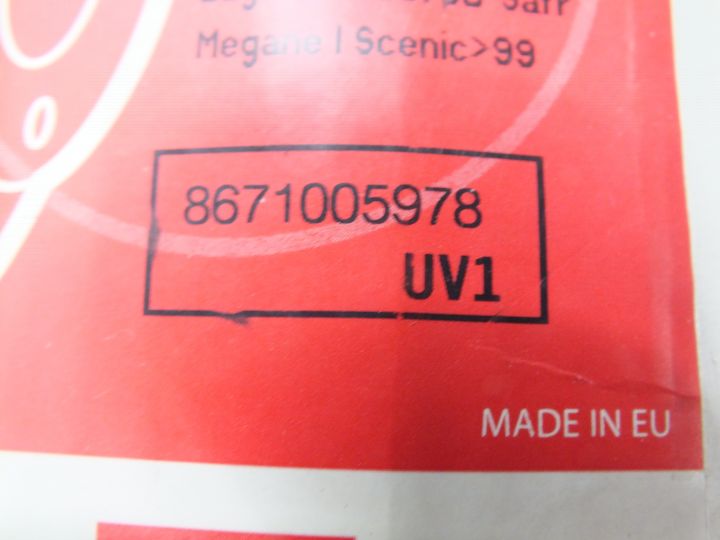 Megane | Scenic>99
8671005978
UV1
MADE IN EU